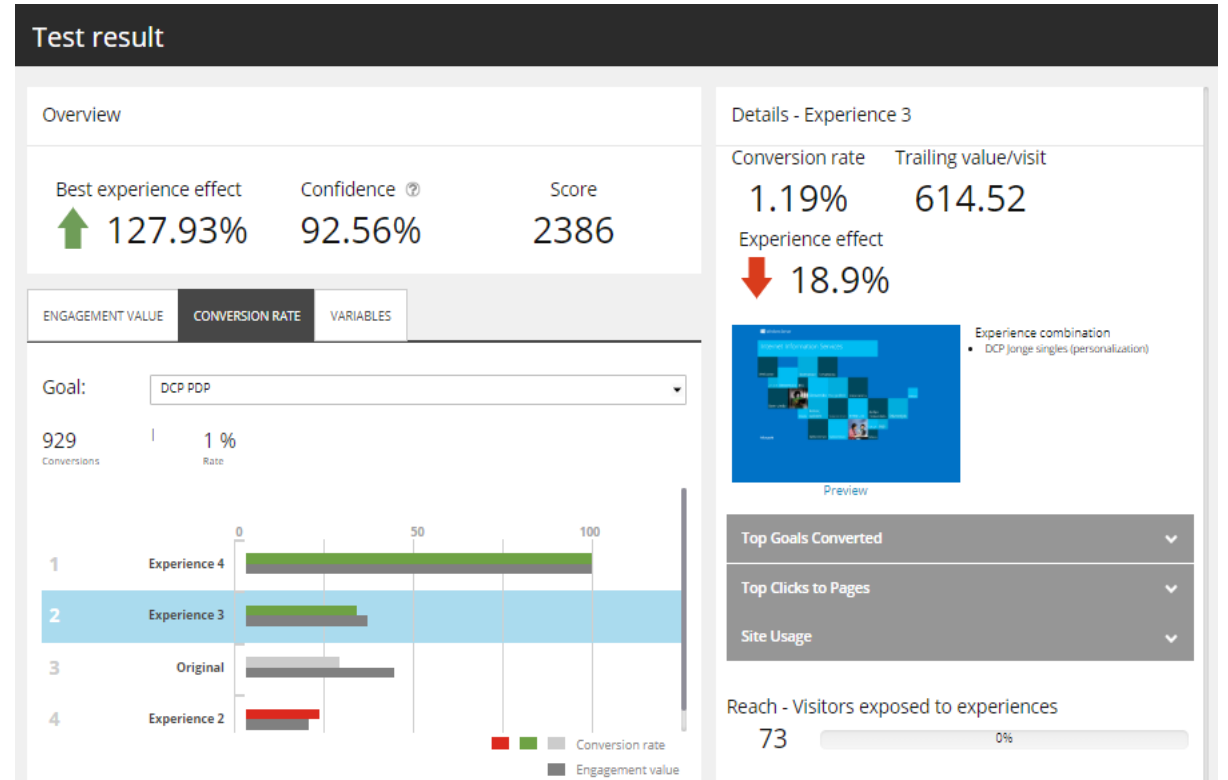 Test result
Overview
Best experience effect
Confidence ?
Score
127.93%
92.56%
2386
ENGAGEMENT VALUE
CONVERSION RATE
VARIABLES
Goal:
DCP PDP
929
1 %
Conversions
Rate
0
50
100
1
Experience 4
2
Experience 3
3
Original
4
Experience 2
Conversion rate
Engagement value
Details - Experience 3
Conversion rate
Trailing value/visit
1.19%
614.52
Experience effect
18.9%
Windows Server
Internet Information Services
Experience combination
• DCP Jonge singles (personalization)
Preview
Top Goals Converted
Top Clicks to Pages
Site Usage
Reach - Visitors exposed to experiences
73
0%